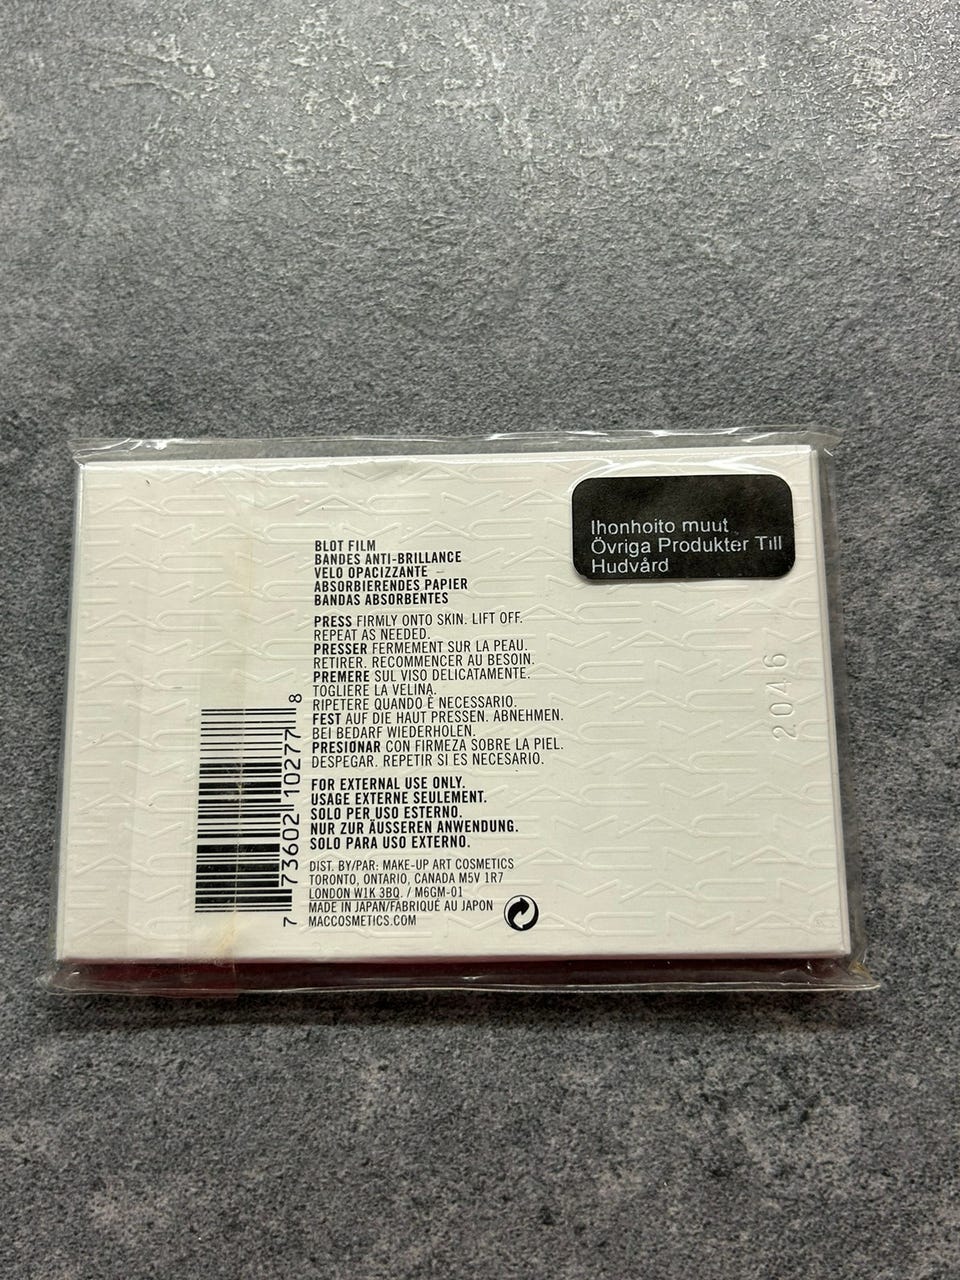 Ihonhoito muut
Övriga Produkter Till
Hudvård
BLOT FILM
BANDES ANTI-BRILLANCE
VELO OPACIZZANTE
ABSORBIERENDES PAPIER
BANDAS ABSORBENTES
PRESS FIRMLY ONTO SKIN. LIFT OFF.
REPEAT AS NEEDED.
PRESSER FERMEMENT SUR LA PEAU.
RETIRER. RECOMMENCER AU BESOIN.
PREMERE SUL VISO DELICATAMENTE.
TOGLIERE LA VELINA.
RIPETERE QUANDO È NECESSARIO.
FEST AUF DIE HAUT PRESSEN. ABNEHMEN.
BEI BEDARF WIEDERHOLEN.
PRESIONAR CON FIRMEZA SOBRE LA PIEL.
DESPEGAR. REPETIR SI ES NECESARIO.
FOR EXTERNAL USE ONLY.
USAGE EXTERNE SEULEMENT.
SOLO PER USO ESTERNO.
NUR ZUR ÄUSSEREN ANWENDUNG.
SOLO PARA USO EXTERNO.
DIST. BY/PAR: MAKE-UP ART COSMETICS
TORONTO, ONTARIO, CANADA M5V 1R7
LONDON W1K 3BQ. / M6GM-01
MADE IN JAPAN/FABRIQUÉ AU JAPON
MACCOSMETICS.COM
7 73602 10277 8
2046